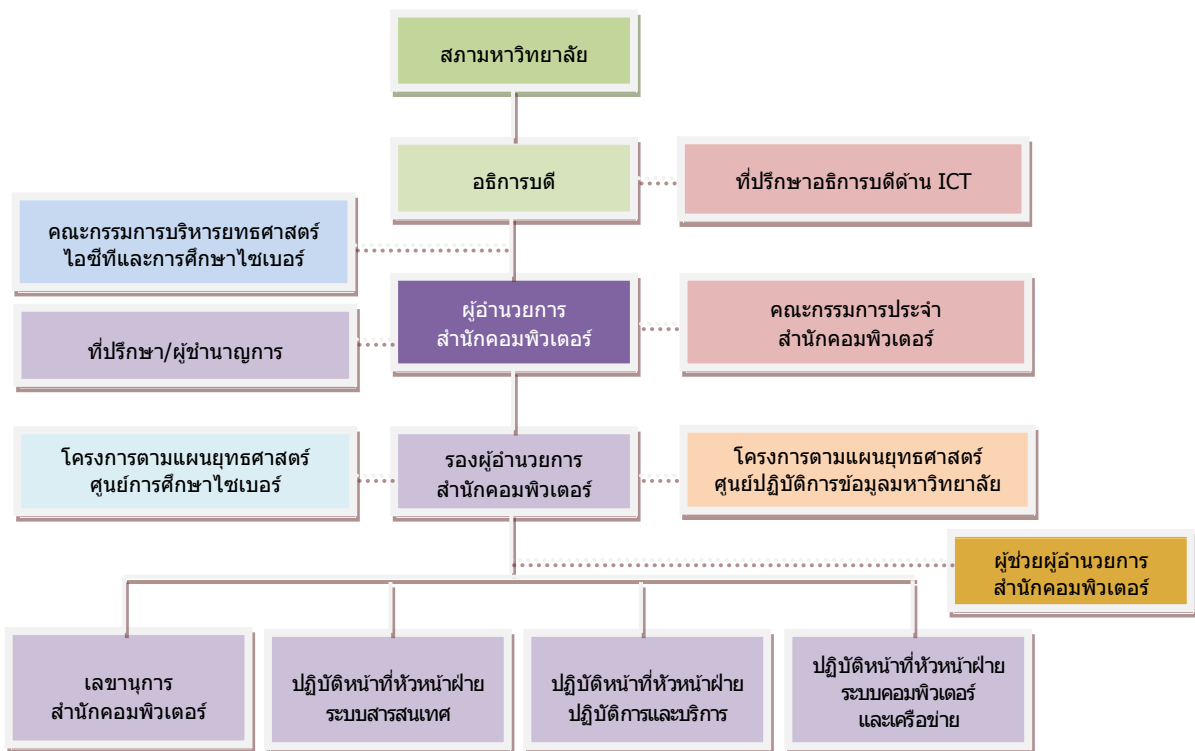 สภามหาวิทยาลัย
อธิการบดี
ที่ปรึกษาอธิการบดีด้าน ICT
คณะกรรมการบริหารยทธศาสตร์
ไอซีทีและการศึกษาไซเบอร์
ผู้อำนวยการ
สำนักคอมพิวเตอร์
คณะกรรมการประจำ
สำนักคอมพิวเตอร์
ที่ปรึกษา/ผู้ชำนาญการ
โครงการตามแผนยุทธศาสตร์
ศูนย์การศึกษาไซเบอร์
รองผู้อำนวยการ
สำนักคอมพิวเตอร์
โครงการตามแผนยุทธศาสตร์
ศูนย์ปฏิบัติการข้อมูลมหาวิทยาลัย
ผู้ช่วยผู้อำนวยการ
สำนักคอมพิวเตอร์
เลขานุการ
สำนักคอมพิวเตอร์
ปฏิบัติหน้าที่หัวหน้าฝ่าย
ระบบสารสนเทศ
ปฏิบัติหน้าที่หัวหน้าฝ่าย
ปฏิบัติการและบริการ
ปฏิบัติหน้าที่หัวหน้าฝ่าย
ระบบคอมพิวเตอร์
และเครือข่าย